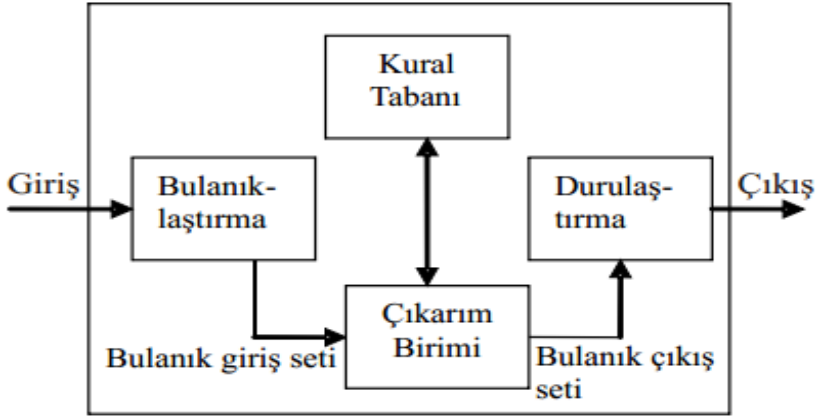 Kural
Tabanı
Giriş
Bulanık-
laştırma
Durulaş-
tırma
Çıkış
Çıkarım
Birimi
Bulanık giriş seti
Bulanık çıkış
seti